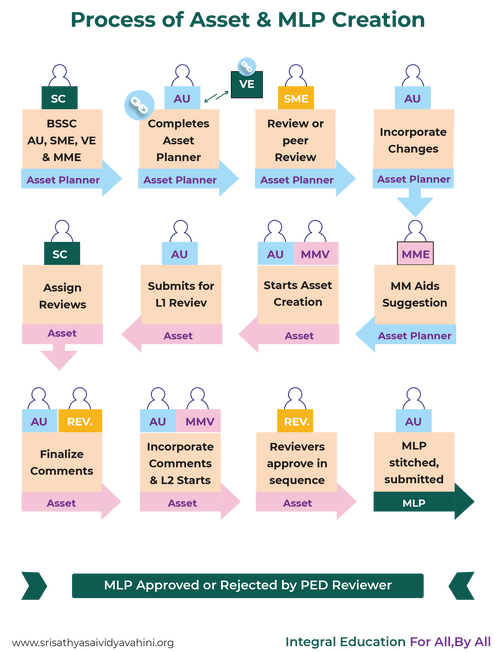 Process of Asset & MLP Creation
SC
BSSC
AU, SME, VE
& MME
Asset Planner
AU
VE
Completes
Asset
Planner
Asset Planner
SME
Review or
peer
Review
Asset Planner
AU
Incorporate
Changes
Asset Planner
MME
MM Aids
Suggestion
Asset Planner
AU MMV
Starts Asset
Creation
Asset
AU
Submits for
L1 Reviev
Asset
SC
Assign
Reviews
Asset
AU REV.
Finalize
Comments
Asset
AU MMV
Incorporate
Comments
& L2 Starts
Asset
REV.
Revievers
approve in
sequence
Asset
AU
MLP
stitched,
submitted
MLP
MLP Approved or Rejected by PED Reviewer
www.srisathyasaividyavahini.org
Integral Education For All,By All